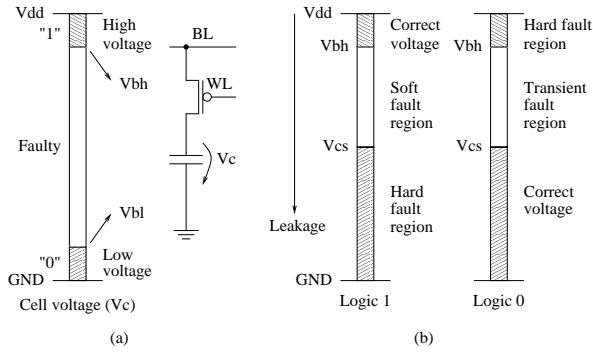 Vdd
"1"
High
voltage
Vbh
Faulty
Vbl
"0"
Low
voltage
GND
Cell voltage (Vc)
(a)
BL
WL
Vc
Leakage
Vdd
Vbh
Vcs
GND
Correct
voltage
Soft
fault
region
Hard
fault
region
Logic 1
Vbh
Vcs
Hard fault
region
Transient
fault
region
Correct
voltage
Logic 0
(b)